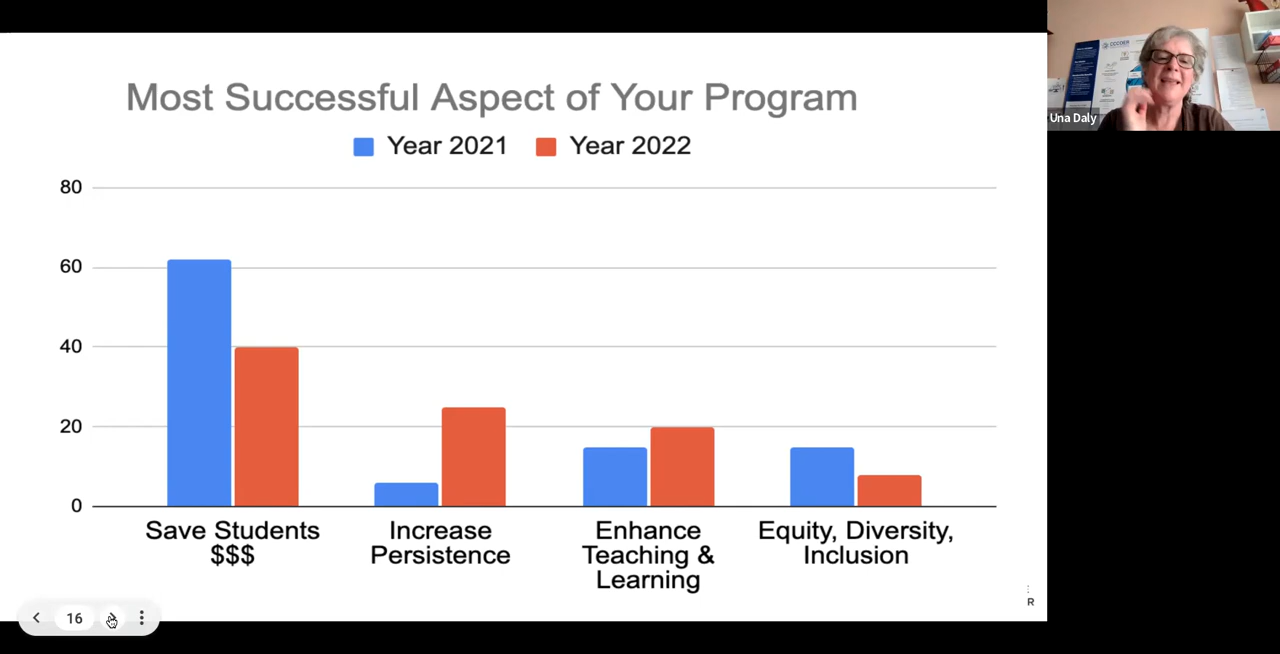 Most Successful Aspect of Your Program
Year 2021 Year 2022
80
60
40
20
0
Save Students
$$$
Increase
Persistence
Enhance
Teaching &
Learning
Equity, Diversity,
Inclusion
R
16
CCCOER
Una Daly